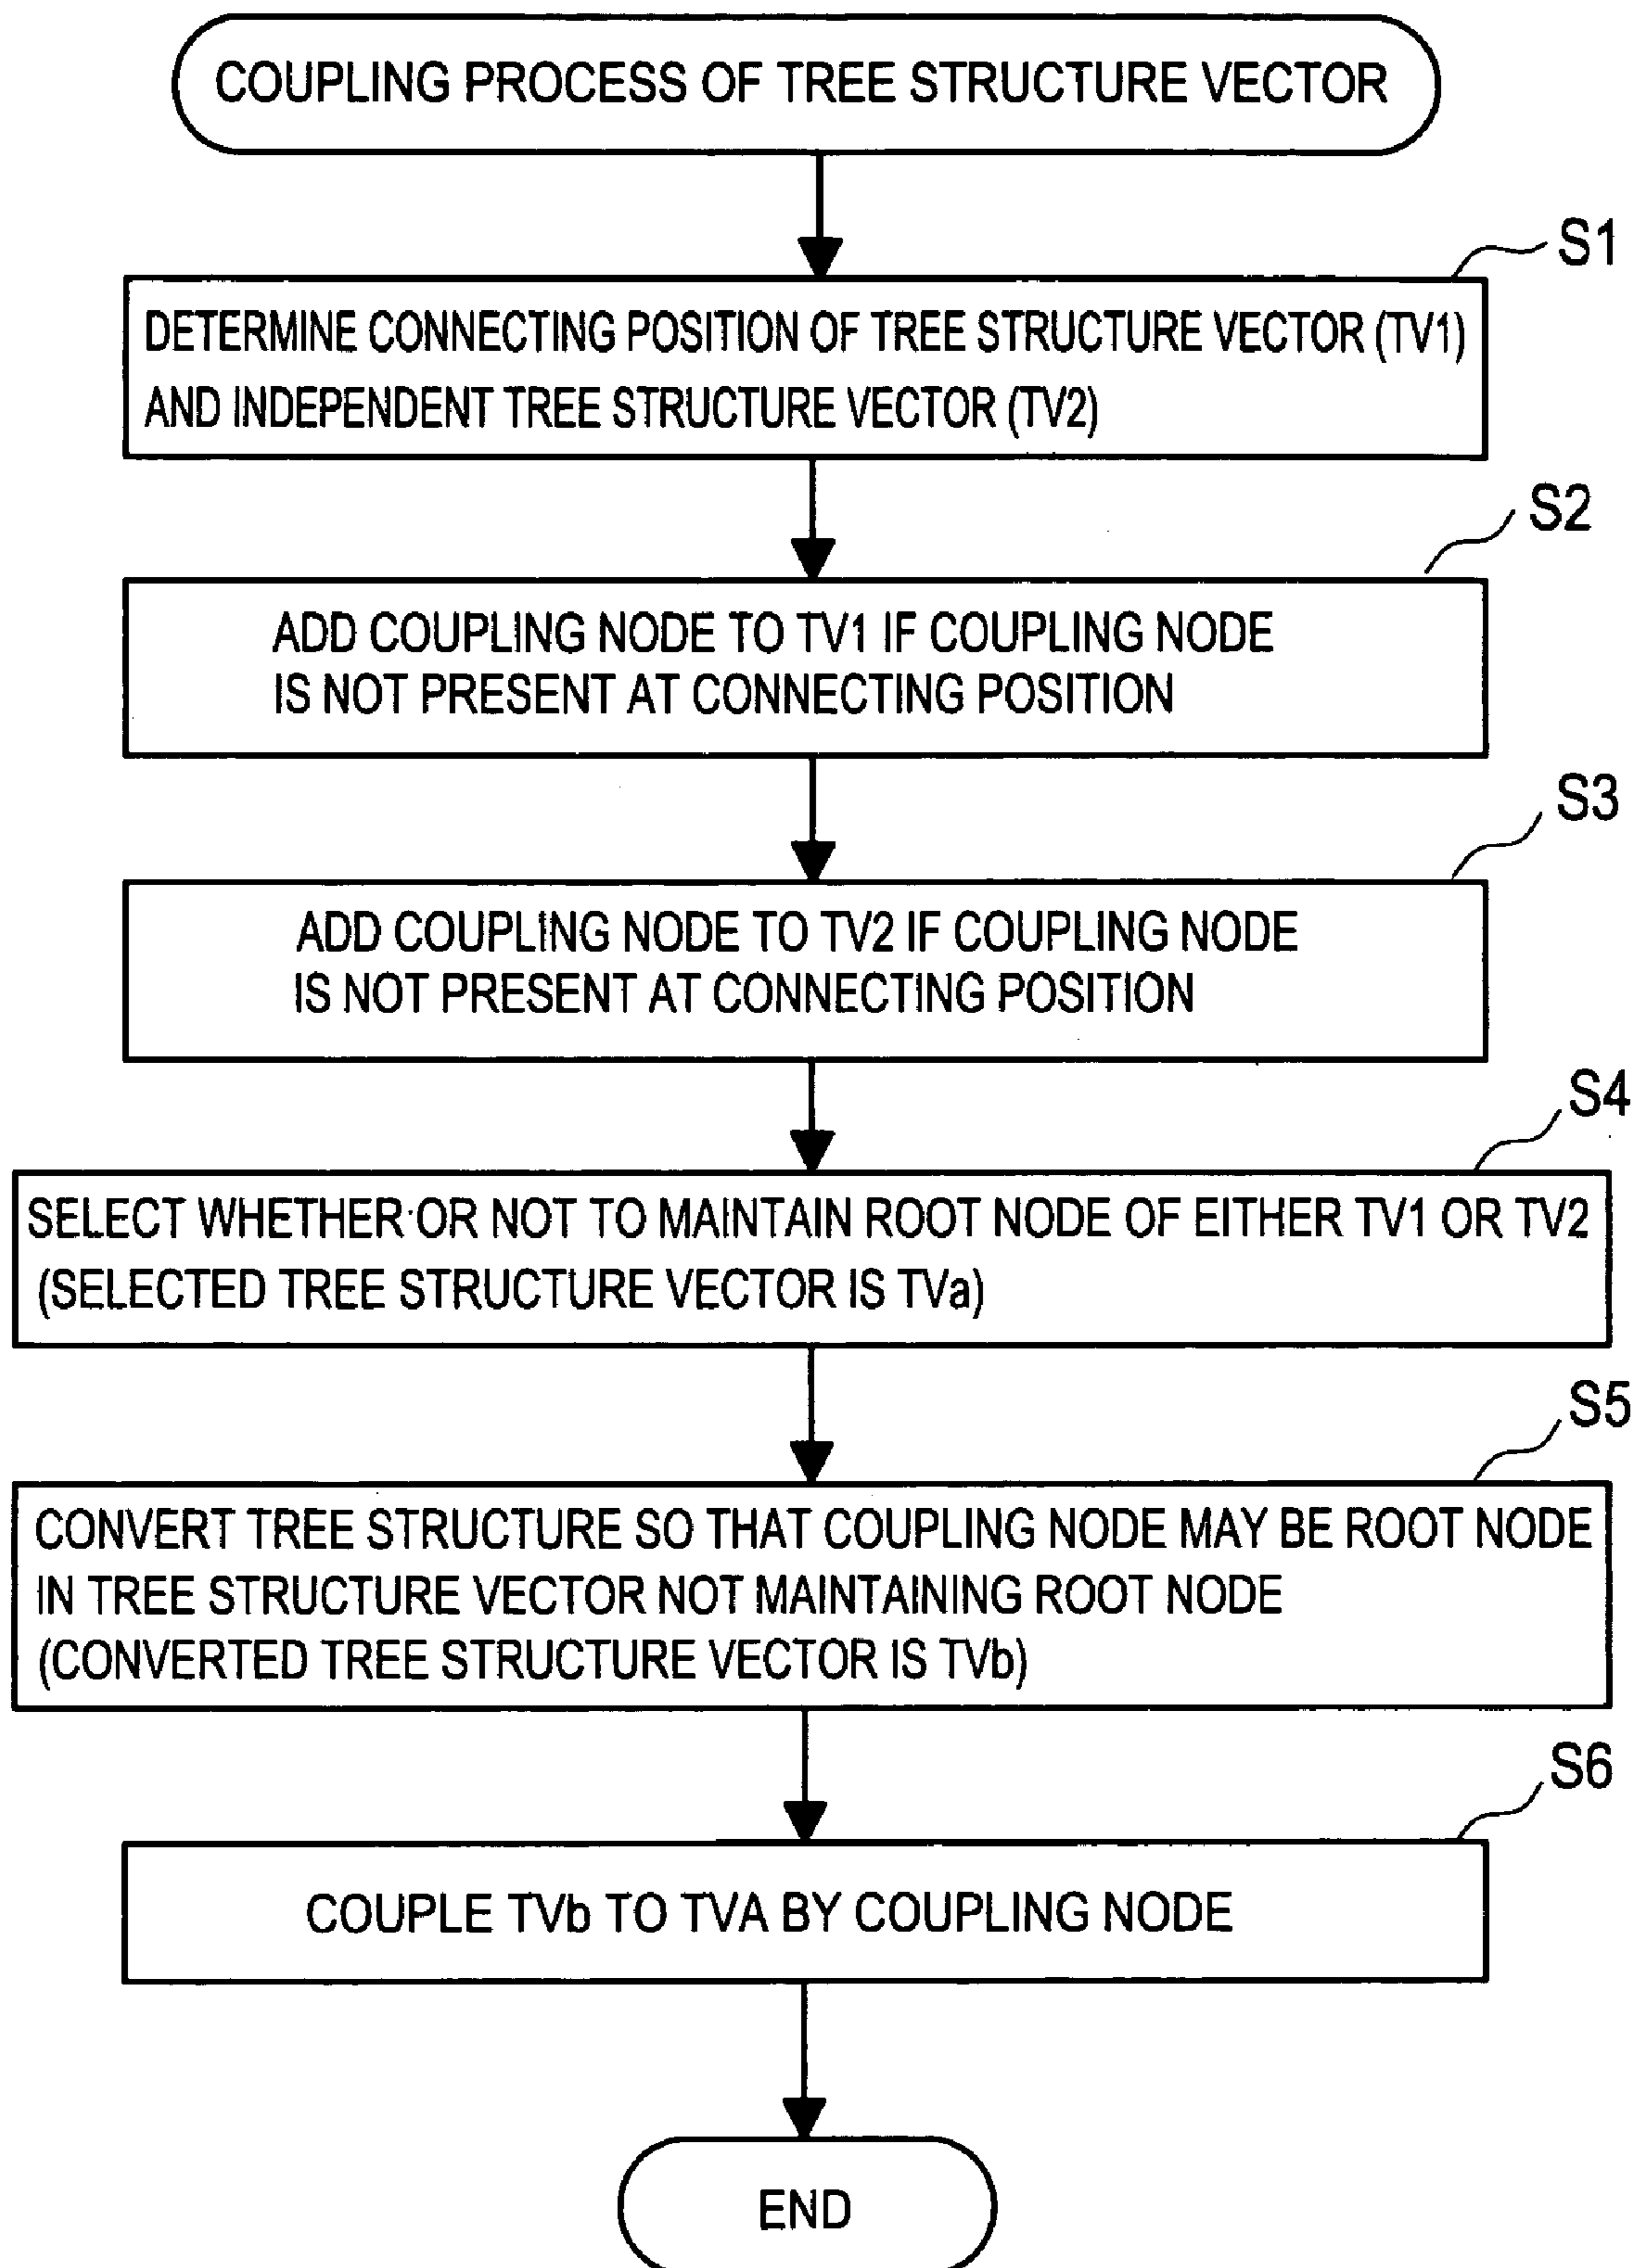 COUPLING PROCESS OF TREE STRUCTURE VECTOR
S1
DETERMINE CONNECTING POSITION OF TREE STRUCTURE VECTOR (TV1)
AND INDEPENDENT TREE STRUCTURE VECTOR (TV2)
S2
ADD COUPLING NODE TO TV1 IF COUPLING NODE
IS NOT PRESENT AT CONNECTING POSITION
S3
ADD COUPLING NODE TO TV2 IF COUPLING NODE
IS NOT PRESENT AT CONNECTING POSITION
S4
SELECT WHETHER OR NOT TO MAINTAIN ROOT NODE OF EITHER TV1 OR TV2
(SELECTED TREE STRUCTURE VECTOR IS TVa)
S5
CONVERT TREE STRUCTURE SO THAT COUPLING NODE MAY BE ROOT NODE
IN TREE STRUCTURE VECTOR NOT MAINTAINING ROOT NODE
(CONVERTED TREE STRUCTURE VECTOR IS TVb)
S6
COUPLE TVb TO TVA BY COUPLING NODE
END